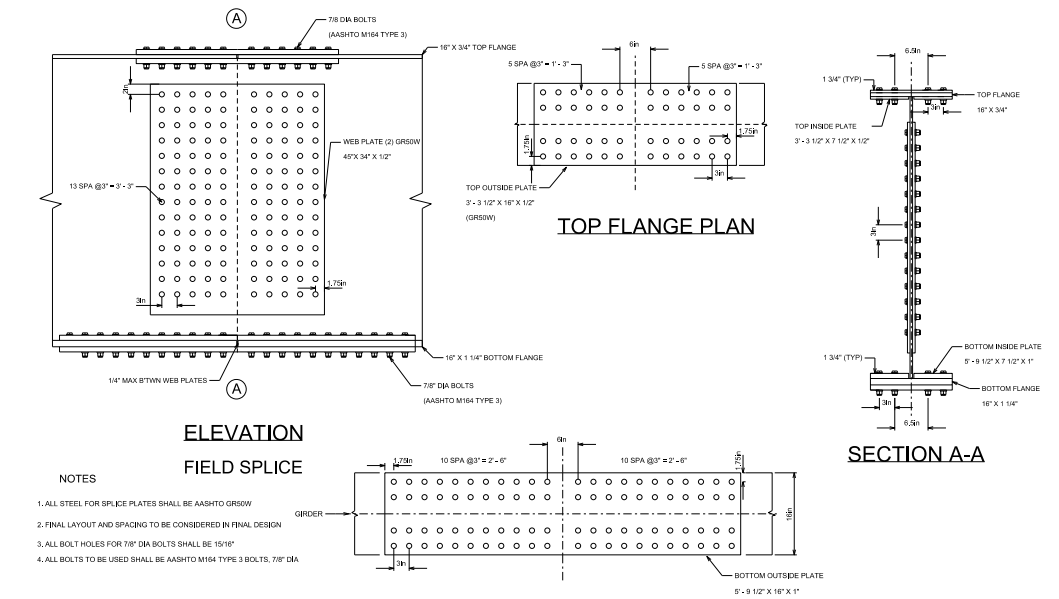 A
7/8 DIA BOLTS
(AASHTO M164 TYPE 3)
16" X 3/4" TOP FLANGE
2in
WEB PLATE (2) GR50W
45"X 34" X 1/2"
13 SPA @3" = 3' - 3"
3in
1.75in
16" X 1 1/4" BOTTOM FLANGE
1/4" MAX B'TWN WEB PLATES
7/8" DIA BOLTS
(AASHTO M164 TYPE 3)
A
ELEVATION
FIELD SPLICE
6in
5 SPA @3" = 1' - 3"
5 SPA @3" = 1' - 3"
1.75in
1.75in
3in
TOP OUTSIDE PLATE
3' - 3 1/2" X 16" X 1/2"
(GR50W)
TOP FLANGE PLAN
6.5in
1 3/4" (TYP)
TOP FLANGE
16" X 3/4"
3in
TOP INSIDE PLATE
3' - 3 1/2" X 7 1/2" X 1/2"
3in
BOTTOM INSIDE PLATE
5' - 9 1/2" X 7 1/2" X 1"
1 3/4" (TYP)
BOTTOM FLANGE
16" X 1 1/4"
3in
6.5in
SECTION A-A
NOTES
1. ALL STEEL FOR SPLICE PLATES SHALL BE AASHTO GR50W
2. FINAL LAYOUT AND SPACING TO BE CONSIDERED IN FINAL DESIGN
3. ALL BOLT HOLES FOR 7/8" DIA BOLTS SHALL BE 15/16"
4. ALL BOLTS TO BE USED SHALL BE AASHTO M164 TYPE 3 BOLTS, 7/8" DIA
6in
1.75in
10 SPA @3" = 2' - 6"
10 SPA @3" = 2' - 6"
1.75in
GIRDER
16in
3in
BOTTOM OUTSIDE PLATE
5' - 9 1/2" X 16" X 1"